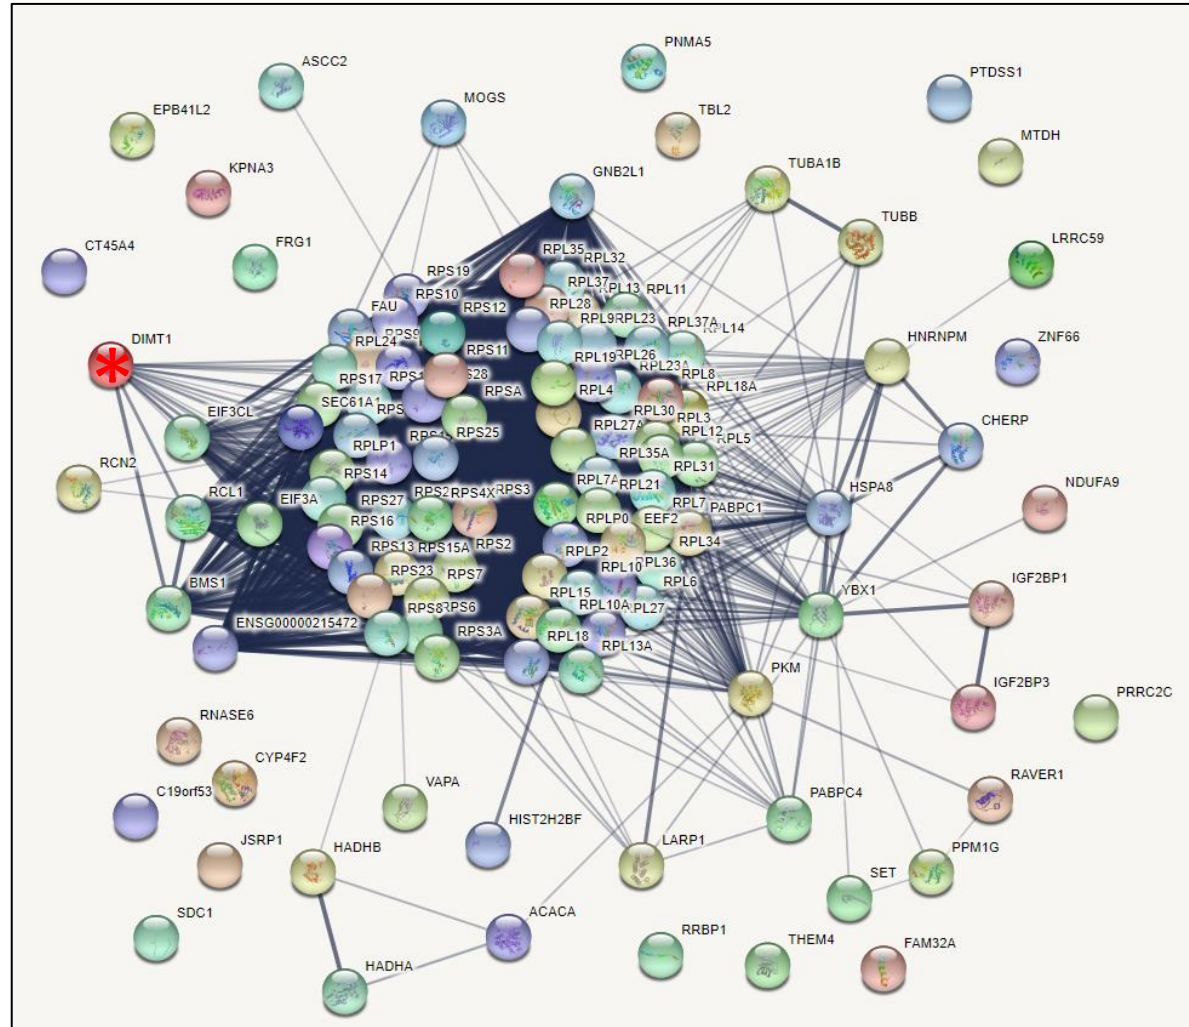 PNMA5
ASCC2
PTDSS1
MOGS
EPB41L2
TBL2
MTDH
KPNA3
GNB2L1
TUBA1B
TUBB
LRRC59
FRG1
CT45A4
RPL35
RPL32
RPS19
RPL37
RPL13
RPL11
RPS10
FAU
RPS12
RPL28
RPL9
RPL23
RPL37A
RPL14
HNRNPM
ZNF66
DIMT1
*
RPL24
RPS9
RPS11
RPL19
RPL26
RPL23A
RPL8
RPS17
RPS28
RPSA
RPL4
RPL18A
SEC61A1
RPL30
RPL3
EIF3CL
RPLP1
RPS25
RPL27A
RPL12
RPL5
CHERP
RPL35A
RPL31
RCN2
RPS14
HSPA8
NDUFA9
RCL1
EIF3A
RPS27
RPS4X
RPS3
RPL7A
RPL21
RPL7
PABPC1
RPS16
RPLP0
EEF2
RPL34
RPS13
RPS15A
RPS2
RPLP2
RPL10
RPL36
BMS1
RPS23
RPS7
RPL6
YBX1
IGF2BP1
RPS8
RPS6
RPL15
RPL10A
RPL27
ENSG00000215472
RPS3A
RPL18
RPL13A
PKM
IGF2BP3
PRRC2C
RNASE6
CYP4F2
VAPA
RAVER1
C19orf53
PABPC4
HIST2H2BF
JSRP1
HADHB
LARP1
PPM1G
SET
SDC1
ACACA
RRBP1
THEM4
FAM32A
HADHA